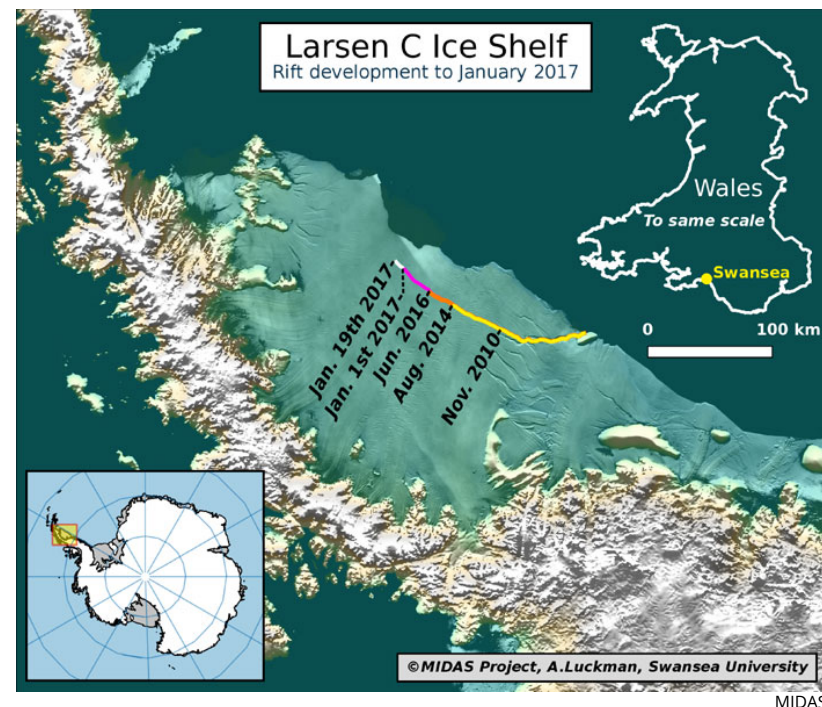 Larsen C Ice Shelf
Rift development to January 2017
Wales
To same scale
Swansea
0 100 km
Jan. 19th 2017
Jan. 1st 2017
Jun. 2016
Aug. 2014
Nov. 2010
©MIDAS Project, A.Luckman, Swansea University
MIDAS